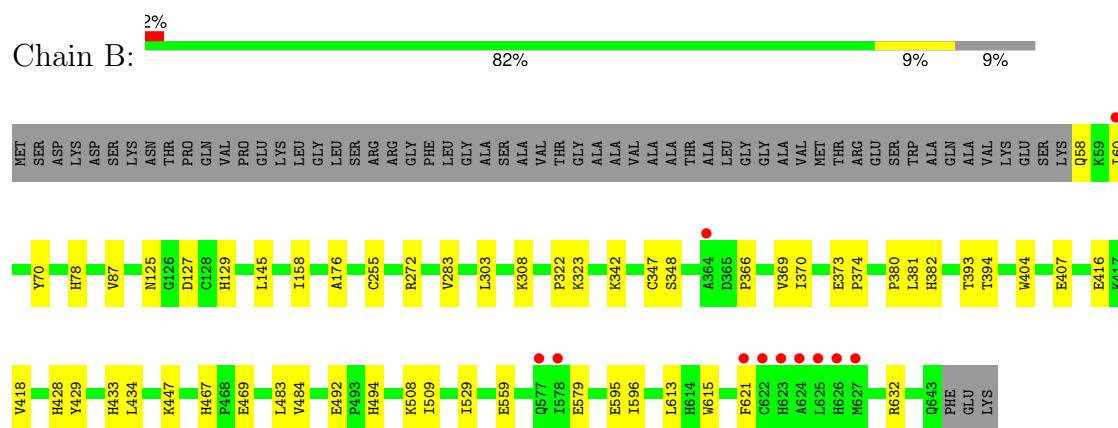 2%
Chain B:
82% 9% 9%
MET SER ASP LYS ASP SER LYS ASN THR PRO GLN VAL PRO GLU LYS LEU GLY LEU SER ARG ARG GLY PHE LEU GLY ALA SER ALA VAL THR GLY ALA ALA VAL ALA ALA THR ALA LEU GLY GLY ALA VAL MET THR ARG GLU SER TRP ALA GLN ALA VAL LYS GLU SER LYS Q58 K59 I60
Y70 H78 V87 N125 G126 D127 C128 H129 L145 I158 A176 C255 R272 V283 L303 K308 P322 K323 K342 C347 S348 A364 D365 P366 V369 I370 E373 P374 P380 L381 H382 T393 T394 W404 E407 E416 K417
V418 H428 Y429 H433 L434 K447 H467 P468 E469 L483 V484 E492 P493 H494 K508 I509 I529 E559 Q577 I578 E579 E595 I596 L613 H614 W615 F621 C622 H623 A624 L625 H626 M627 R632 Q643 PHE GLU LYS